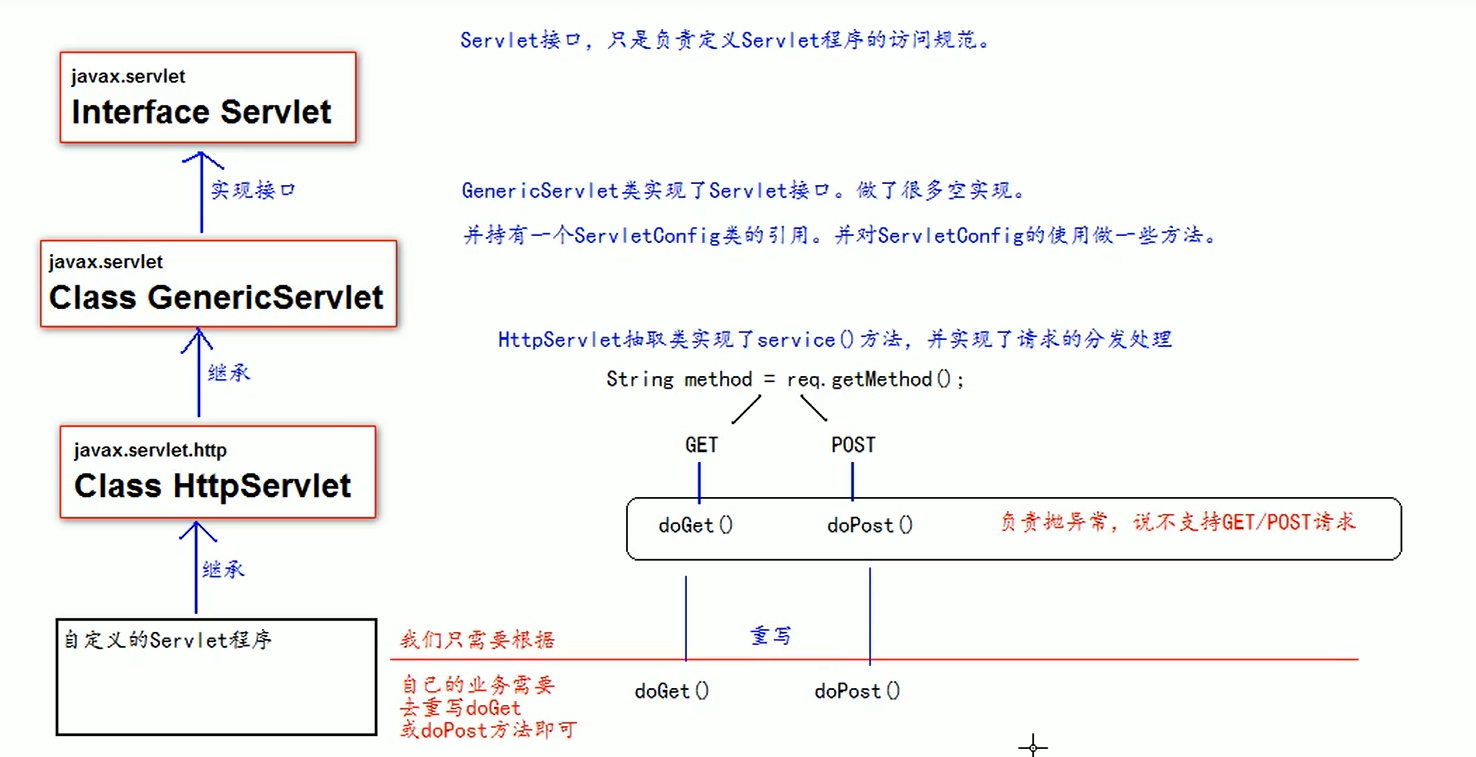 Servlet接口，只是负责定义Servlet程序的访问规范。
javax.servlet
Interface Servlet
实现接口
GenericServlet类实现了Servlet接口。做了很多空实现。
并持有一个ServletConfig类的引用。并对ServletConfig的使用做一些方法。
javax.servlet
Class GenericServlet
继承
HttpServlet抽取类实现了service()方法，并实现了请求的分发处理
String method = req.getMethod();
GET
POST
javax.servlet.http
Class HttpServlet
doGet()
doPost()
负责抛异常，说不支持GET/POST请求
继承
自定义的Servlet程序
我们只需要根据
重写
自己的业务需要
去重写doGet
或doPost方法即可
doGet()
doPost()